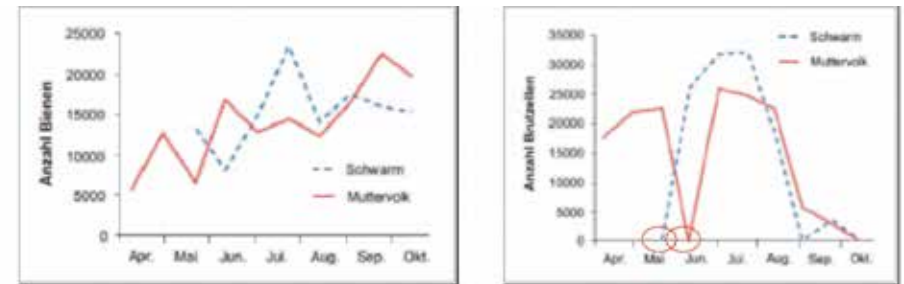 25000
20000
15000
10000
5000
0
Anzahl Bienen
Schwarm
Muttervolk
Apr. Mai Jun. Jul. Aug. Sep. Okt.
35000
30000
25000
20000
15000
10000
5000
0
Anzahl Brutzellen
Schwarm
Muttervolk
Apr. Mai Jun. Jul. Aug. Sep. Okt.